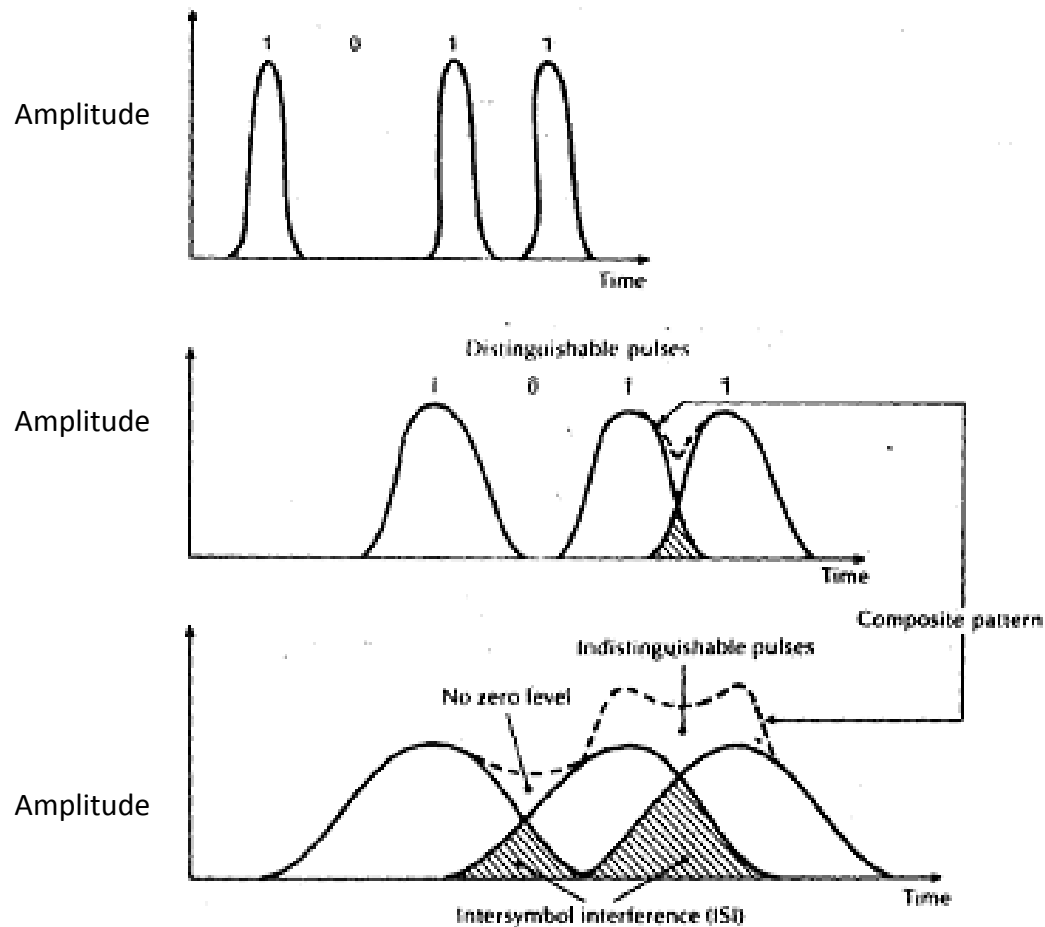 1 0 1 1
Amplitude
Time
Distinguishable pulses
1 0 1 1
Amplitude
Time
Composite pattern
Indistinguishable pulses
No zero level
Amplitude
Time
Intersymbol interference (ISI)